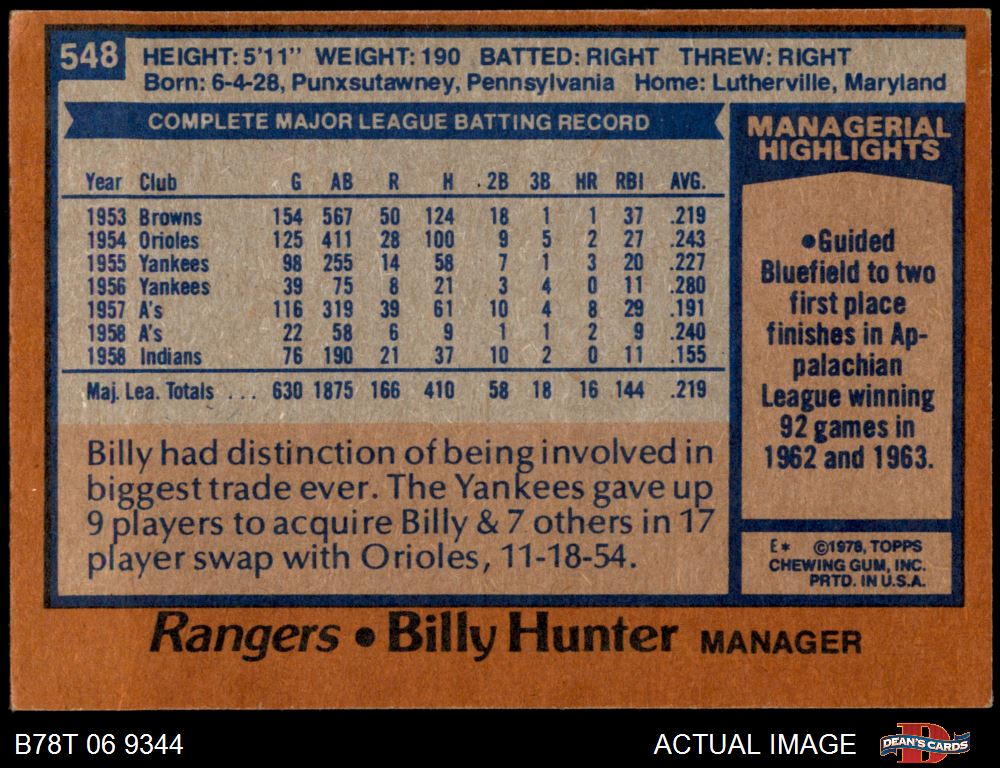 548
HEIGHT: 5'11" WEIGHT: 190 BATTED: RIGHT THREW: RIGHT
Born: 6-4-28, Punxsutawney, Pennsylvania Home: Lutherville, Maryland
COMPLETE MAJOR LEAGUE BATTING RECORD
Year Club G AB R H 2B 3B HR RBI AVG.
1953 Browns 154 567 50 124 18 1 1 37 .219
1954 Orioles 125 411 28 100 9 5 2 27 .243
1955 Yankees 98 255 14 58 7 1 3 20 .227
1956 Yankees 39 75 8 21 3 4 0 11 .280
1957 A's 116 319 39 61 10 4 8 29 .191
1958 A's 22 58 6 9 1 1 2 9 .240
1958 Indians 76 190 21 37 10 2 0 11 .155
Maj. Lea. Totals ... 630 1875 166 410 58 18 16 144 .219
Billy had distinction of being involved in
biggest trade ever. The Yankees gave up
9 players to acquire Billy & 7 others in 17
player swap with Orioles, 11-18-54.
MANAGERIAL
HIGHLIGHTS
•Guided
Bluefield to two
first place
finishes in Ap-
palachian
League winning
92 games in
1962 and 1963.
E* ©1978, TOPPS
CHEWING GUM, INC.
PRTD. IN U.S.A.
Rangers • Billy Hunter MANAGER
B78T 06 9344
ACTUAL IMAGE
DEAN'S CARDS